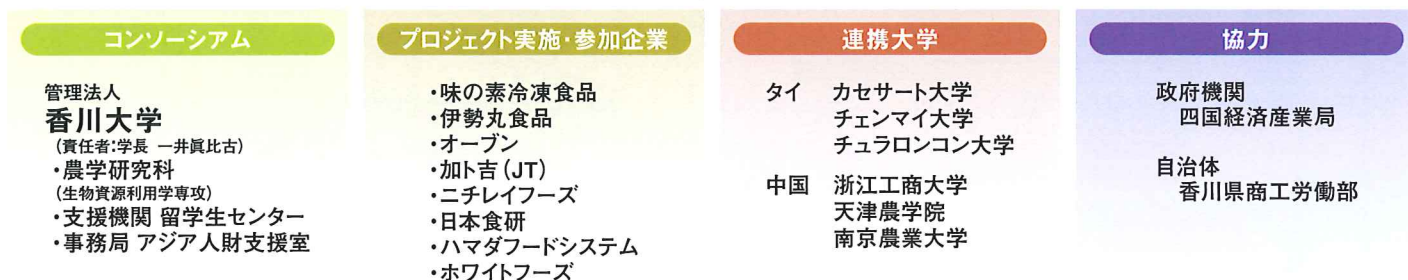 コンソーシアム
管理法人
香川大学
(責任者:学長 一井眞比古)
・農学研究科
(生物資源利用学専攻)
・支援機関 留学生センター
・事務局 アジア人財支援室
プロジェクト実施・参加企業
・味の素冷凍食品
・伊勢丸食品
・オーブン
・加ト吉(JT)
・ニチレイフーズ
・日本食研
・ハマダフードシステム
・ホワイトフーズ
連携大学
タイ カセサート大学
チェンマイ大学
チュラロンコン大学
中国 浙江工商大学
天津農学院
南京農業大学
協力
政府機関
四国経済産業局
自治体
香川県商工労働部